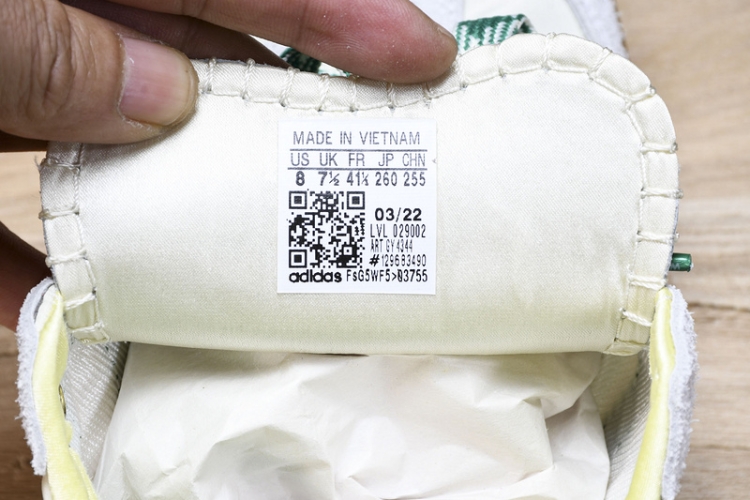 MADE IN VIETNAM
US UK FR JP CHN
8 7½ 41⅓ 260 255
03/22
LVL 029002
ART GY4344
#129683490
adidas FsG5WF5>03755